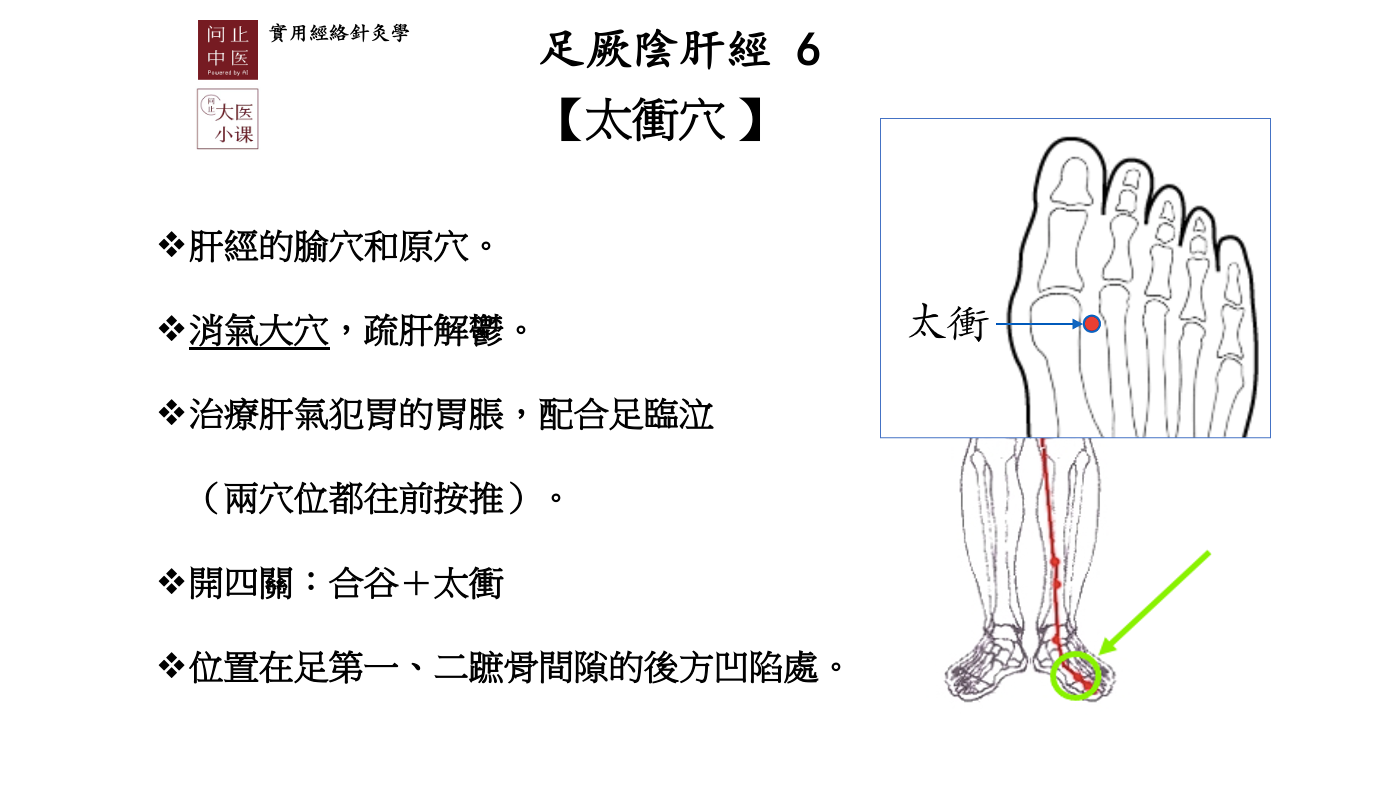 问止
中医
Powered by AI
實用經絡針灸學
问止
大医
小课
足厥陰肝經 6
【太衝穴】
❖肝經的腧穴和原穴。
❖消氣大穴，疏肝解鬱。
❖治療肝氣犯胃的胃脹，配合足臨泣
（兩穴位都往前按推）。
❖開四關：合谷＋太衝
❖位置在足第一、二蹠骨間隙的後方凹陷處。
太衝